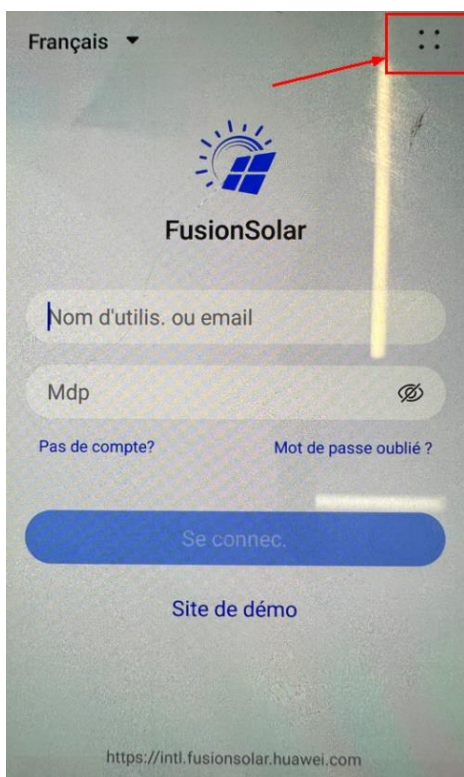 Français
FusionSolar
Nom d'utilis. ou email
Mdp
Pas de compte? Mot de passe oublié ?
Se connec.
Site de démo
https://intl.fusionsolar.huawei.com